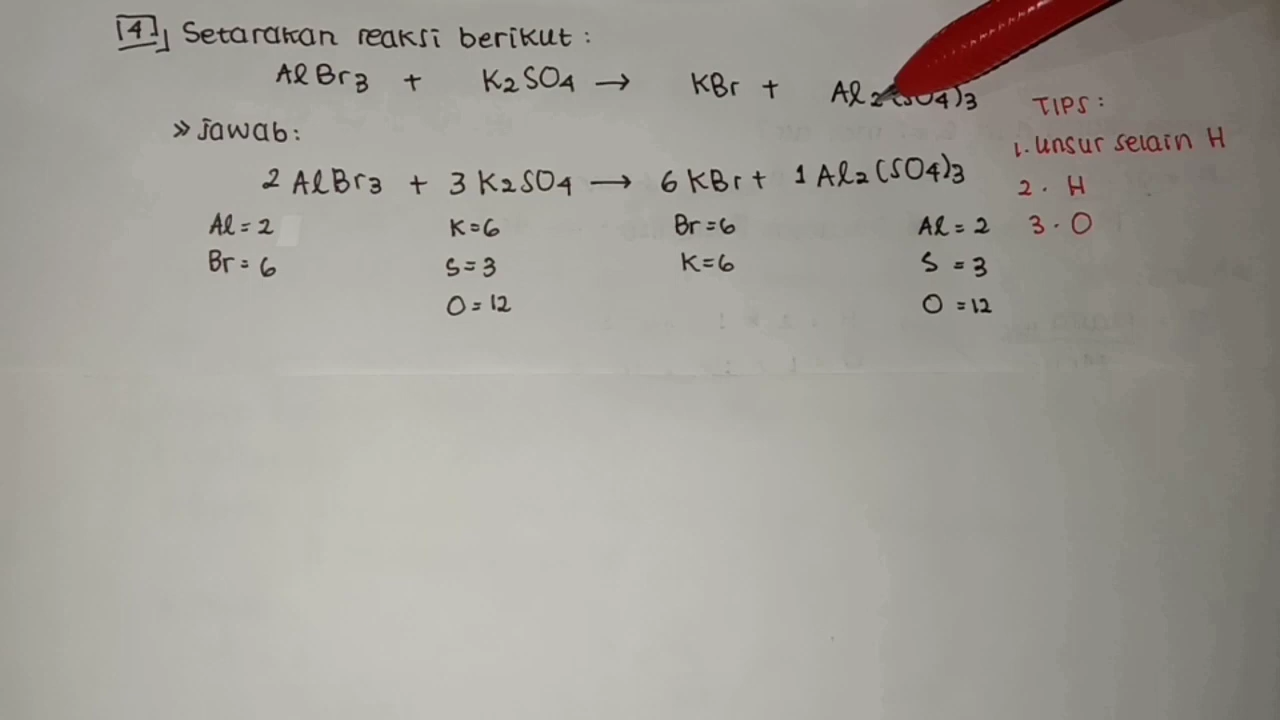 4 Setarakan reaksi berikut :
AlBr3 + K2SO4 → KBr + Al2(SO4)3
TIPS :
» Jawab :
1. unsur selain H
2 AlBr3 + 3 K2SO4 → 6 KBr + 1 Al2(SO4)3
2. H
Al = 2 K = 6 Br = 6 Al = 2
3. O
Br = 6 S = 3 K = 6 S = 3
O = 12 O = 12